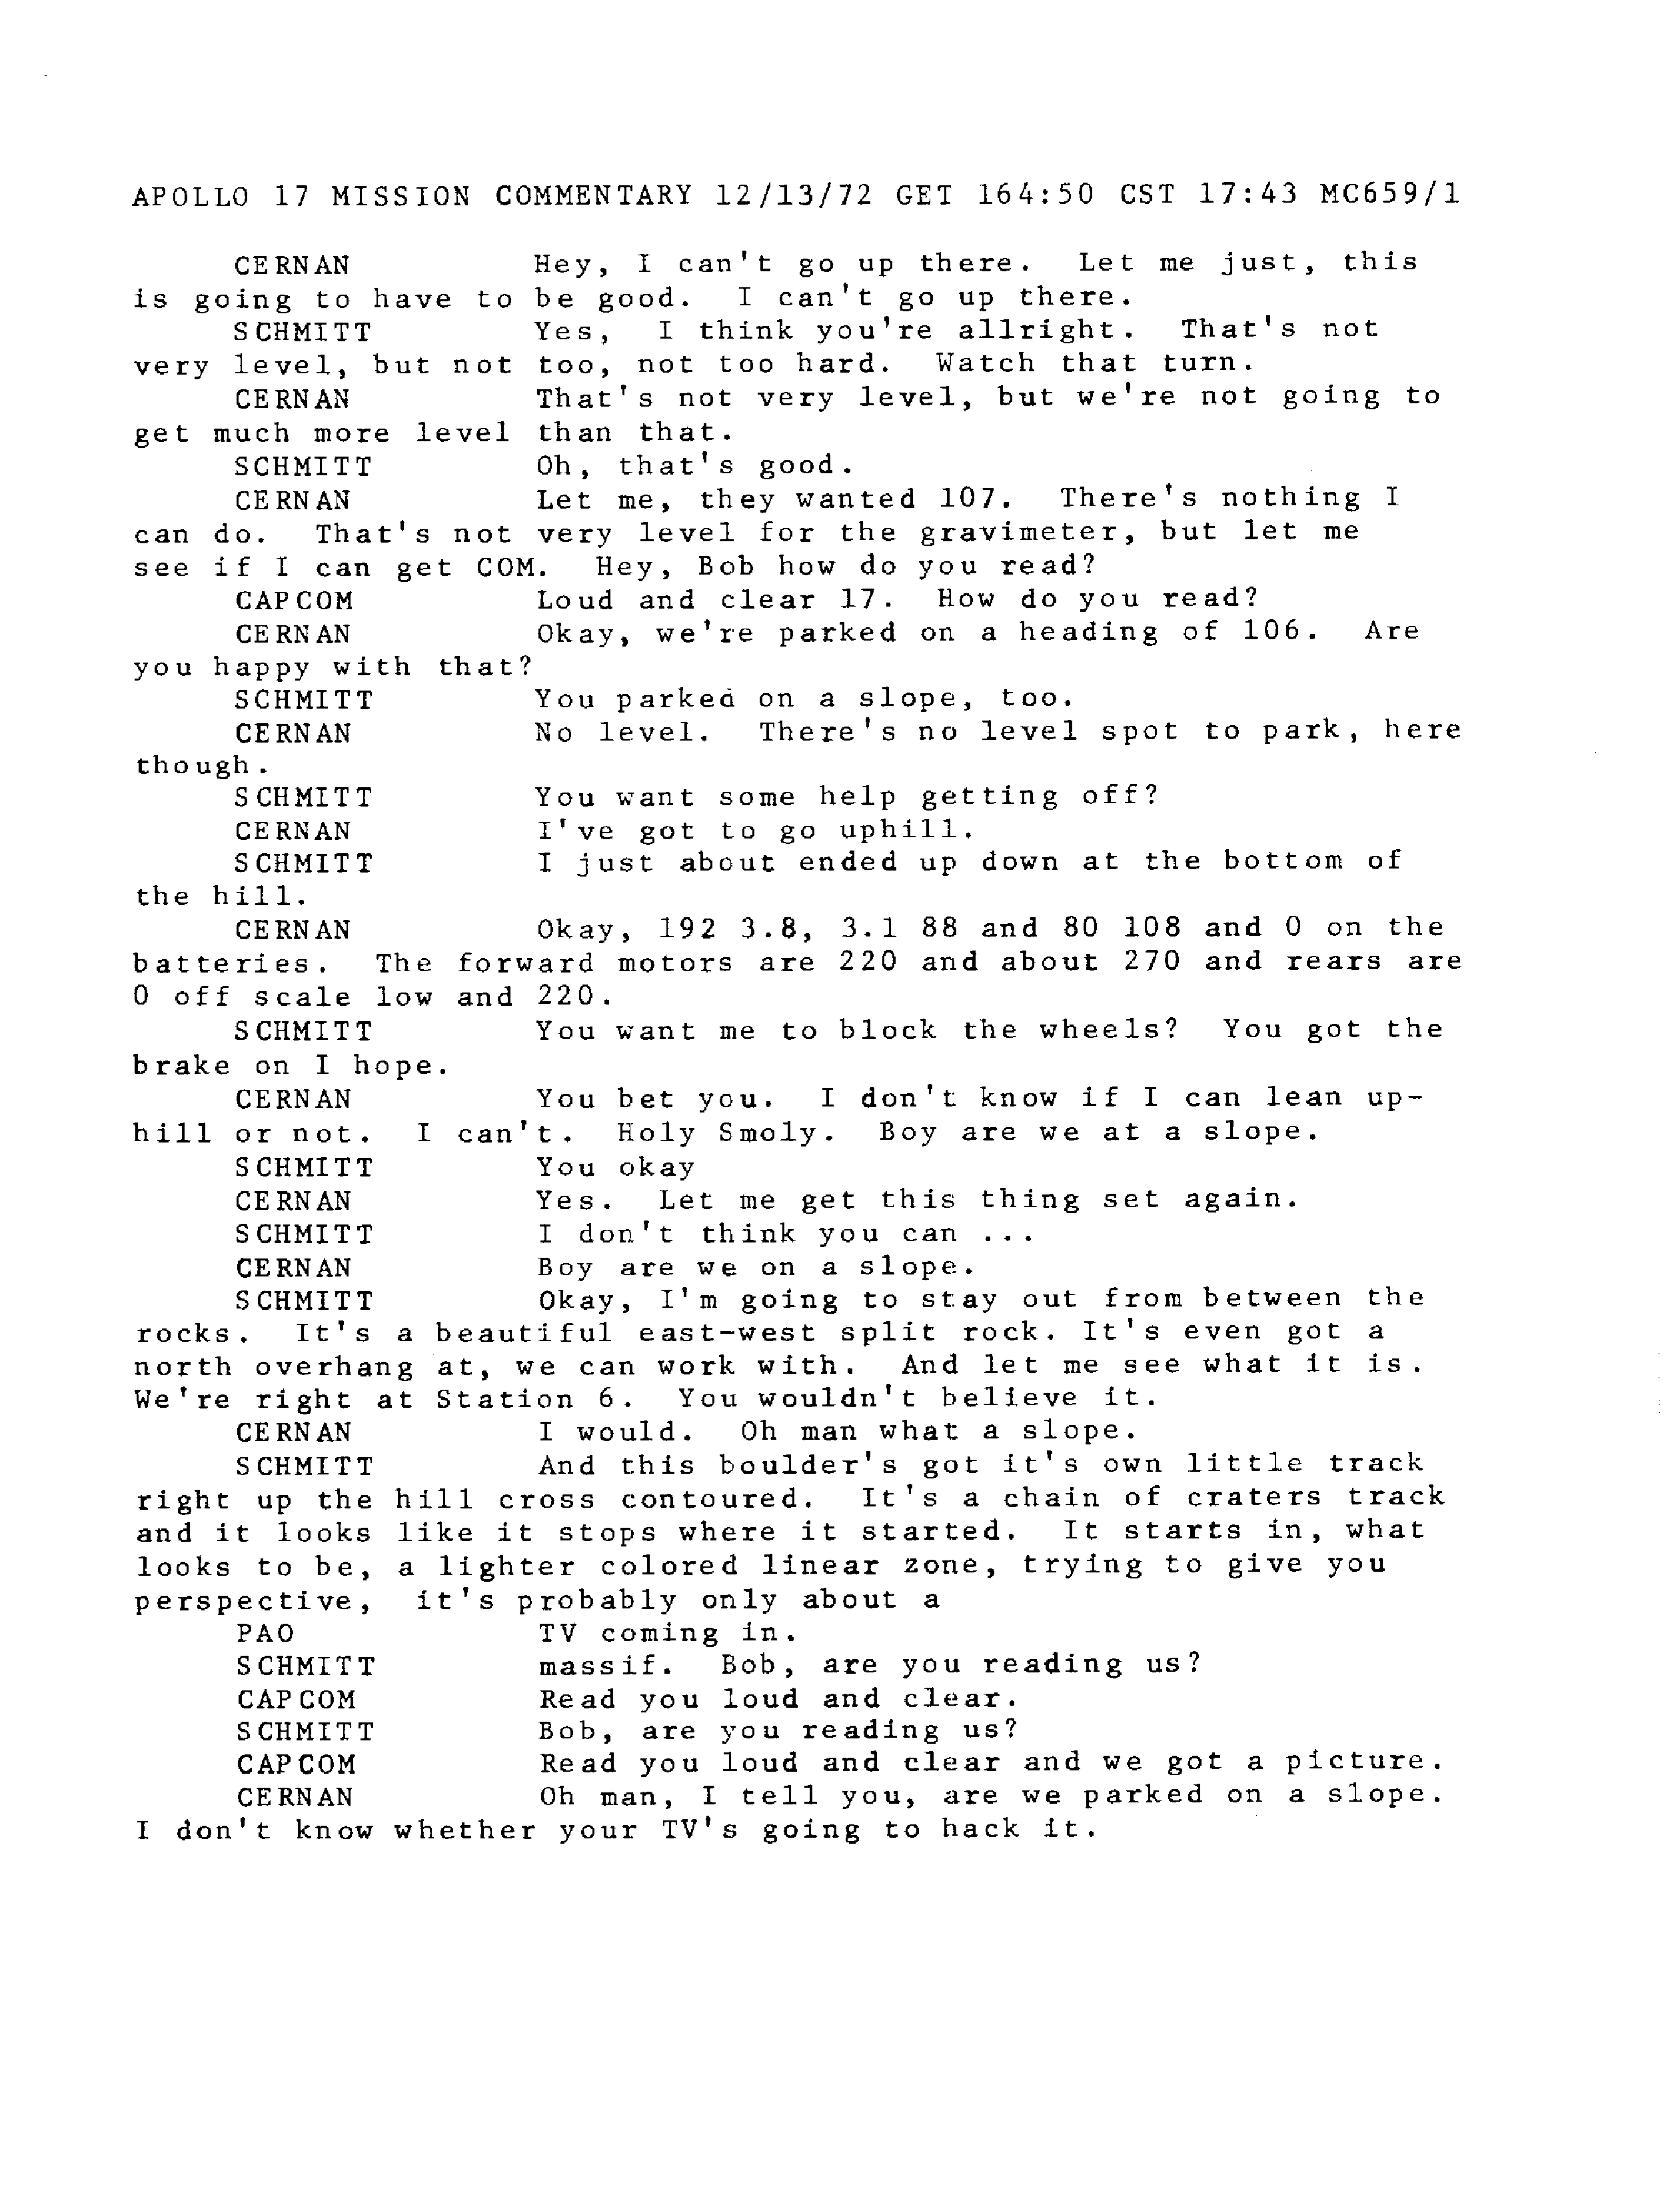 APOLLO 17 MISSION COMMENTARY 12/13/72 GET 164:50 CST 17:43 MC659/1
CERNAN Hey, I can't go up there. Let me just, this
is going to have to be good. I can't go up there.
SCHMITT Yes, I think you're allright. That's not
very level, but not too, not too hard. Watch that turn.
CERNAN That's not very level, but we're not going to
get much more level than that.
SCHMITT Oh, that's good.
CERNAN Let me, they wanted 107. There's nothing I
can do. That's not very level for the gravimeter, but let me
see if I can get COM. Hey, Bob how do you read?
CAPCOM Loud and clear 17. How do you read?
CERNAN Okay, we're parked on a heading of 106. Are
you happy with that?
SCHMITT You parked on a slope, too.
CERNAN No level. There's no level spot to park, here
though.
SCHMITT You want some help getting off?
CERNAN I've got to go uphill.
SCHMITT I just about ended up down at the bottom of
the hill.
CERNAN Okay, 192 3.8, 3.1 88 and 80 108 and 0 on the
batteries. The forward motors are 220 and about 270 and rears are
0 off scale low and 220.
SCHMITT You want me to block the wheels? You got the
brake on I hope.
CERNAN You bet you. I don't know if I can lean up-
hill or not. I can't. Holy Smoly. Boy are we at a slope.
SCHMITT You okay
CERNAN Yes. Let me get this thing set again.
SCHMITT I don't think you can ...
CERNAN Boy are we on a slope.
SCHMITT Okay, I'm going to stay out from between the
rocks. It's a beautiful east-west split rock. It's even got a
north overhang at, we can work with. And let me see what it is.
We're right at Station 6. You wouldn't believe it.
CERNAN I would. Oh man what a slope.
SCHMITT And this boulder's got it's own little track
right up the hill cross contoured. It's a chain of craters track
and it looks like it stops where it started. It starts in, what
looks to be, a lighter colored linear zone, trying to give you
perspective, it's probably only about a
PAO TV coming in.
SCHMITT massif. Bob, are you reading us?
CAPCOM Read you loud and clear.
SCHMITT Bob, are you reading us?
CAPCOM Read you loud and clear and we got a picture.
CERNAN Oh man, I tell you, are we parked on a slope.
I don't know whether your TV's going to hack it.